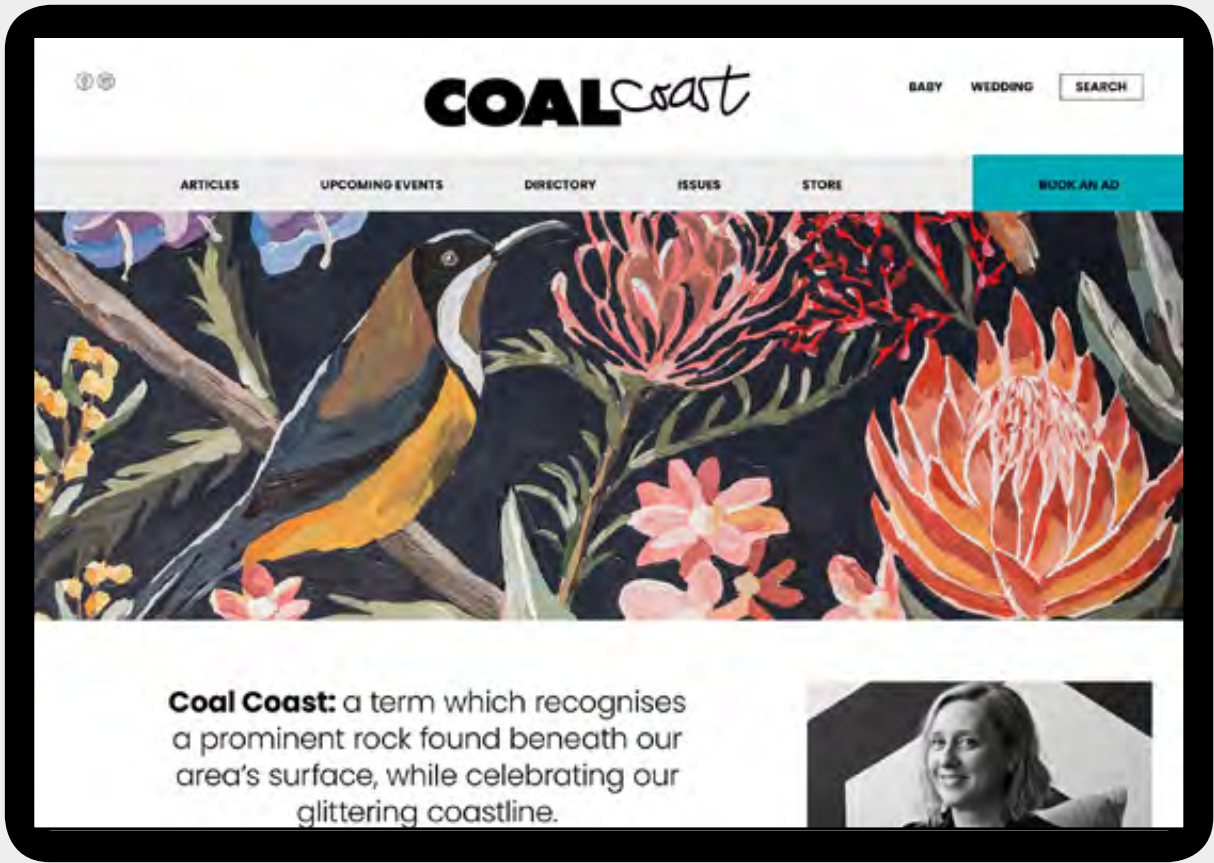 COALcoast
BABY WEDDING SEARCH
ARTICLES UPCOMING EVENTS DIRECTORY ISSUES STORE BOOK AN AD
Coal Coast: a term which recognises
a prominent rock found beneath our
area's surface, while celebrating our
glittering coastline.